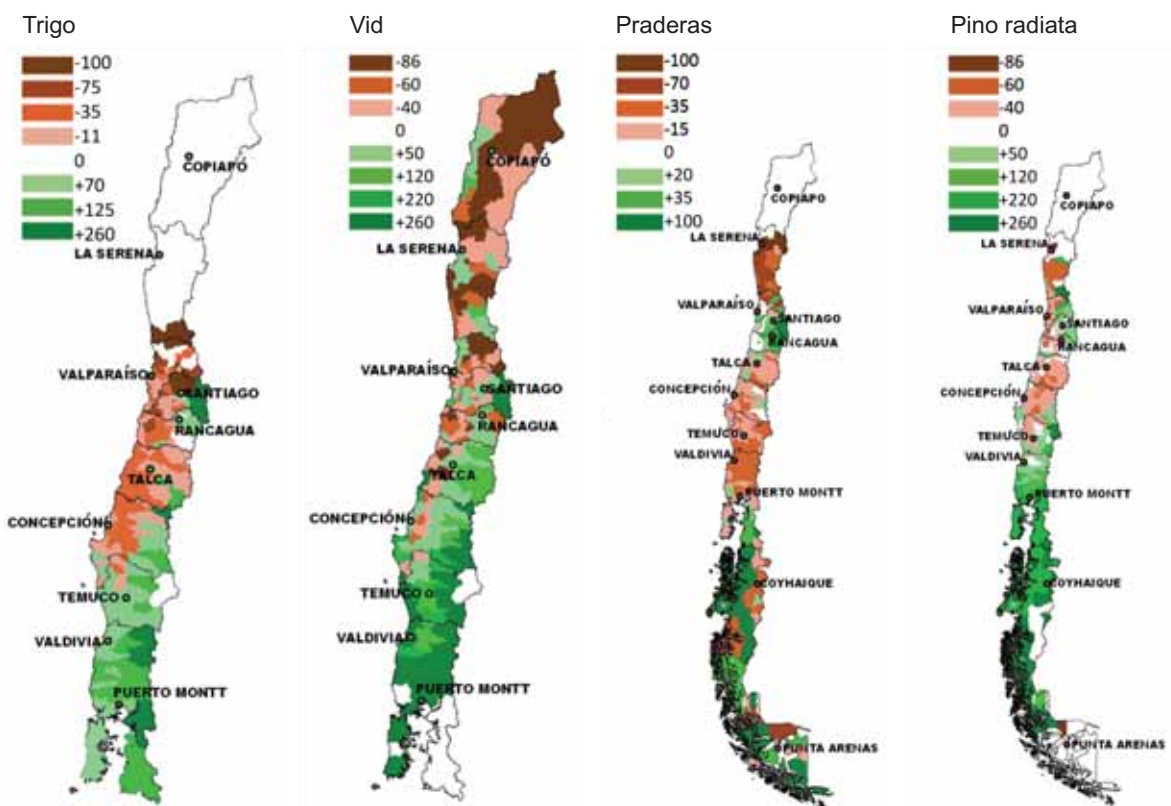 Trigo
-100
-75
-35
-11
0
+70
+125
+260
COPIAPÓ
LA SERENA
VALPARAÍSO
SANTIAGO
RANCAGUA
TALCA
CONCEPCIÓN
TEMUCO
VALDIVIA
PUERTO MONTT
Vid
-86
-60
-40
0
+50
+120
+220
+260
COPIAPÓ
LA SERENA
VALPARAÍSO
SANTIAGO
RANCAGUA
TALCA
CONCEPCIÓN
TEMUCO
VALDIVIA
PUERTO MONTT
Praderas
-100
-70
-35
-15
0
+20
+35
+100
COPIAPO
LA SERENA
VALPARAÍSO
SANTIAGO
RANCAGUA
TALCA
CONCEPCIÓN
TEMUCO
VALDIVIA
PUERTO MONTT
COYHAIQUE
PUNTA ARENAS
Pino radiata
-86
-60
-40
0
+50
+120
+220
+260
COPIAPO
LA SERENA
VALPARAÍSO
SANTIAGO
RANCAGUA
TALCA
CONCEPCIÓN
TEMUCO
VALDIVIA
PUERTO MONTT
COYHAIQUE
PUNTA ARENAS